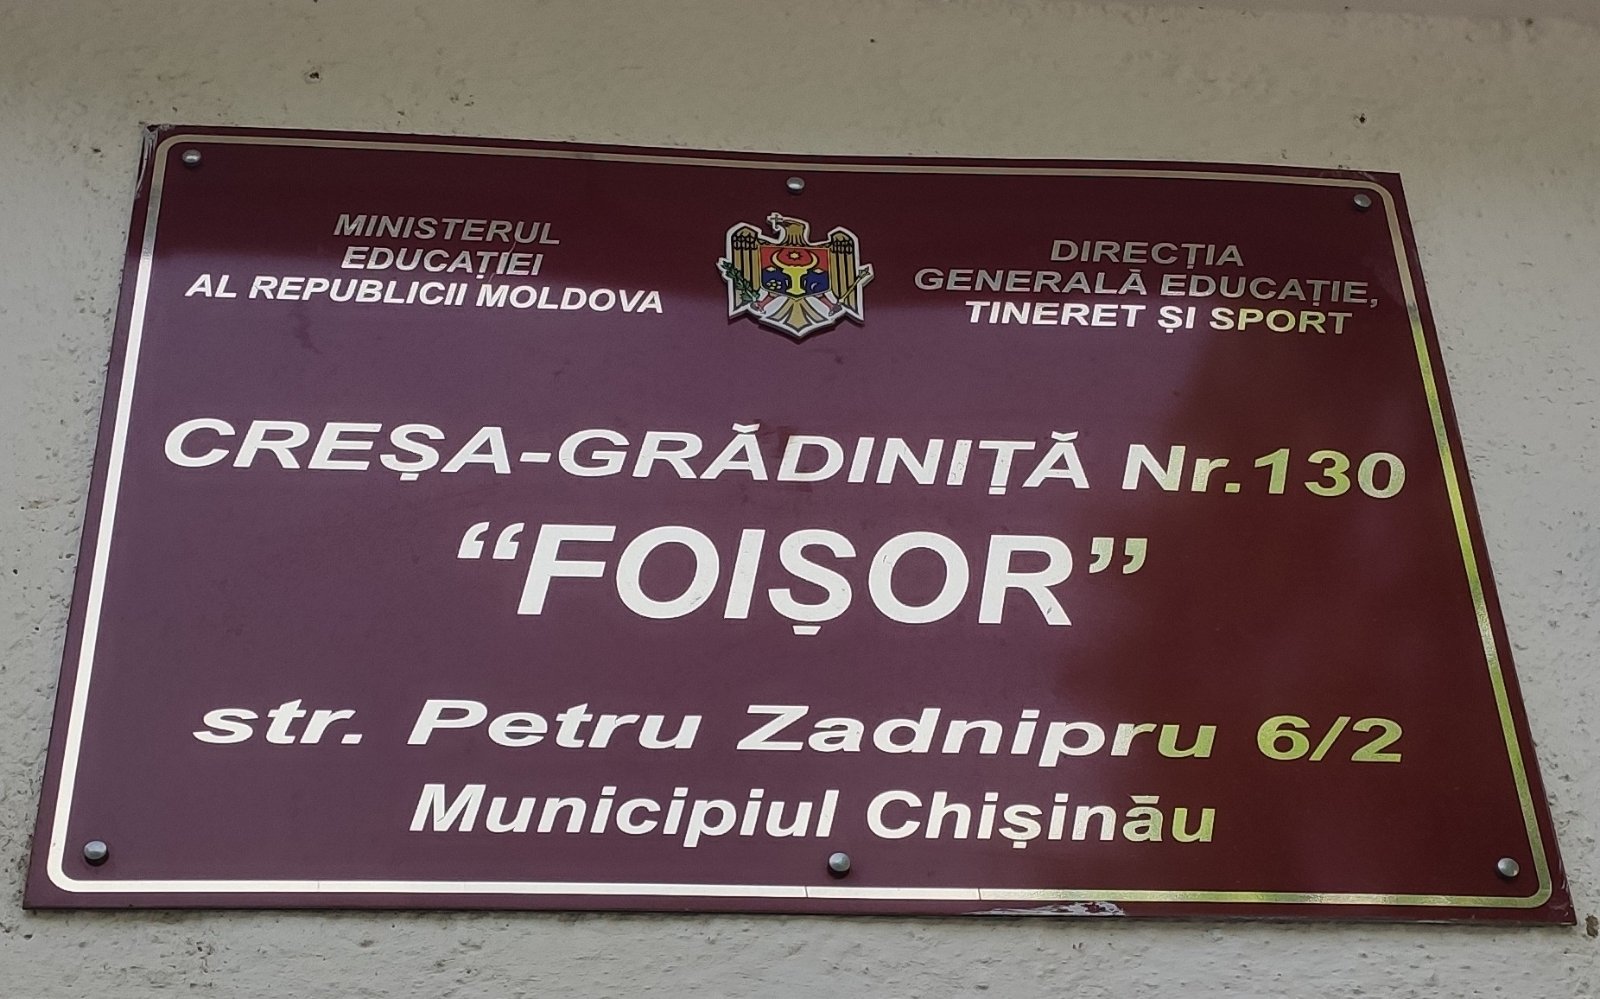 MINISTERUL
EDUCAȚIEI
AL REPUBLICII MOLDOVA
DIRECȚIA
GENERALĂ EDUCAȚIE,
TINERET ȘI SPORT
CREȘA-GRĂDINIȚĂ Nr.130
“FOIȘOR”
str. Petru Zadnipru 6/2
Municipiul Chișinău